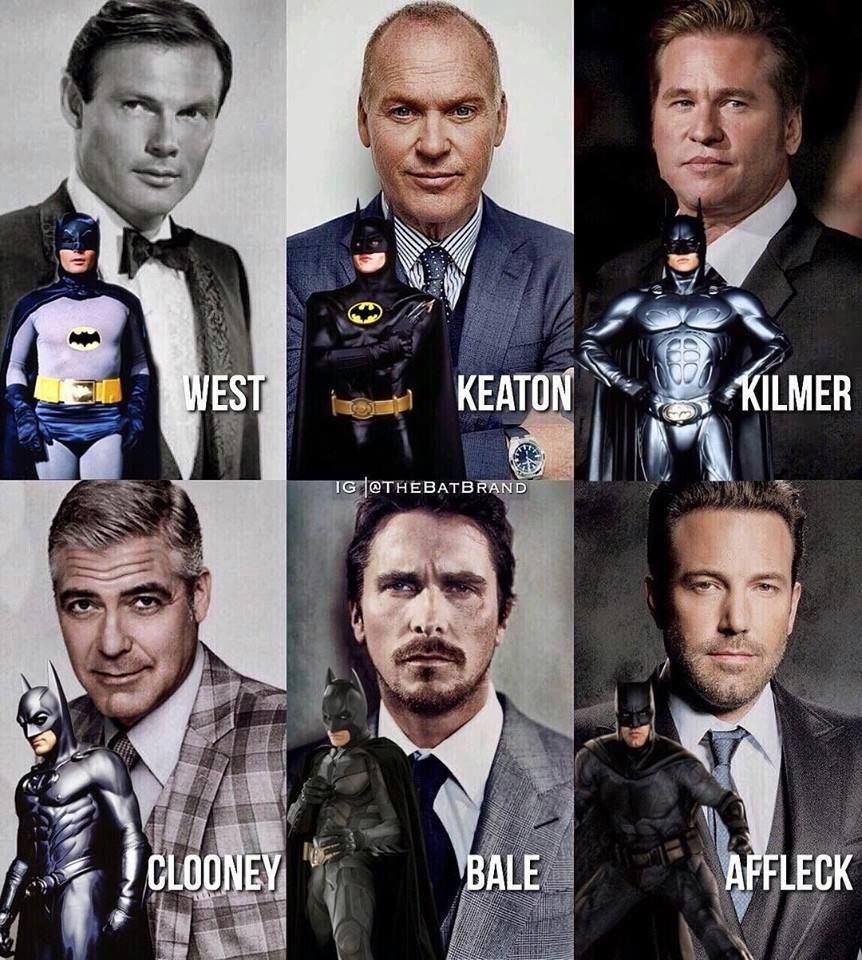 WEST
KEATON
KILMER
IG |@THEBATBRAND
CLOONEY
BALE
AFFLECK